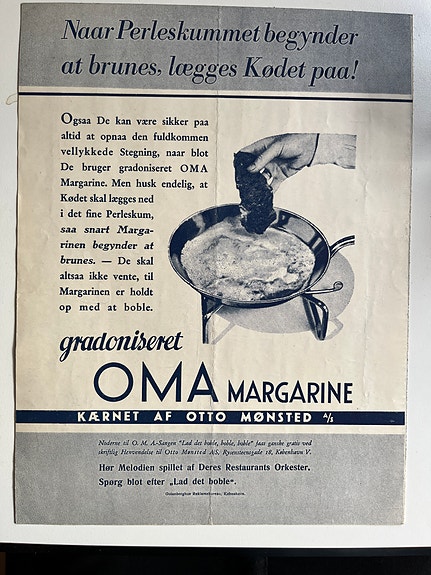 Naar Perleskummet begynder
at brunes, lægges Kødet paa!
Ogsaa De kan være sikker paa
altid at opnaa den fuldkommen
vellykkede Stegning, naar blot
De bruger gradoniseret OMA
Margarine. Men husk endelig, at
Kødet skal lægges ned
i det fine Perleskum,
saa snart Marga-
rinen begynder at
brunes. — De skal
altsaa ikke vente, til
Margarinen er holdt
op med at boble.
gradoniseret
OMA MARGARINE
KÆRNET AF OTTO MØNSTED A/S
Noderne til O. M. A.-Sangen "Lad det boble, boble, boble" faas ganske gratis ved
skriftlig Henvendelse til Otto Mønsted A/S, Rysensteensgade 18, København V.
Hør Melodien spillet af Deres Restaurants Orkester.
Spørg blot efter „Lad det boble".
Gutenberghus Reklamebureau, København.